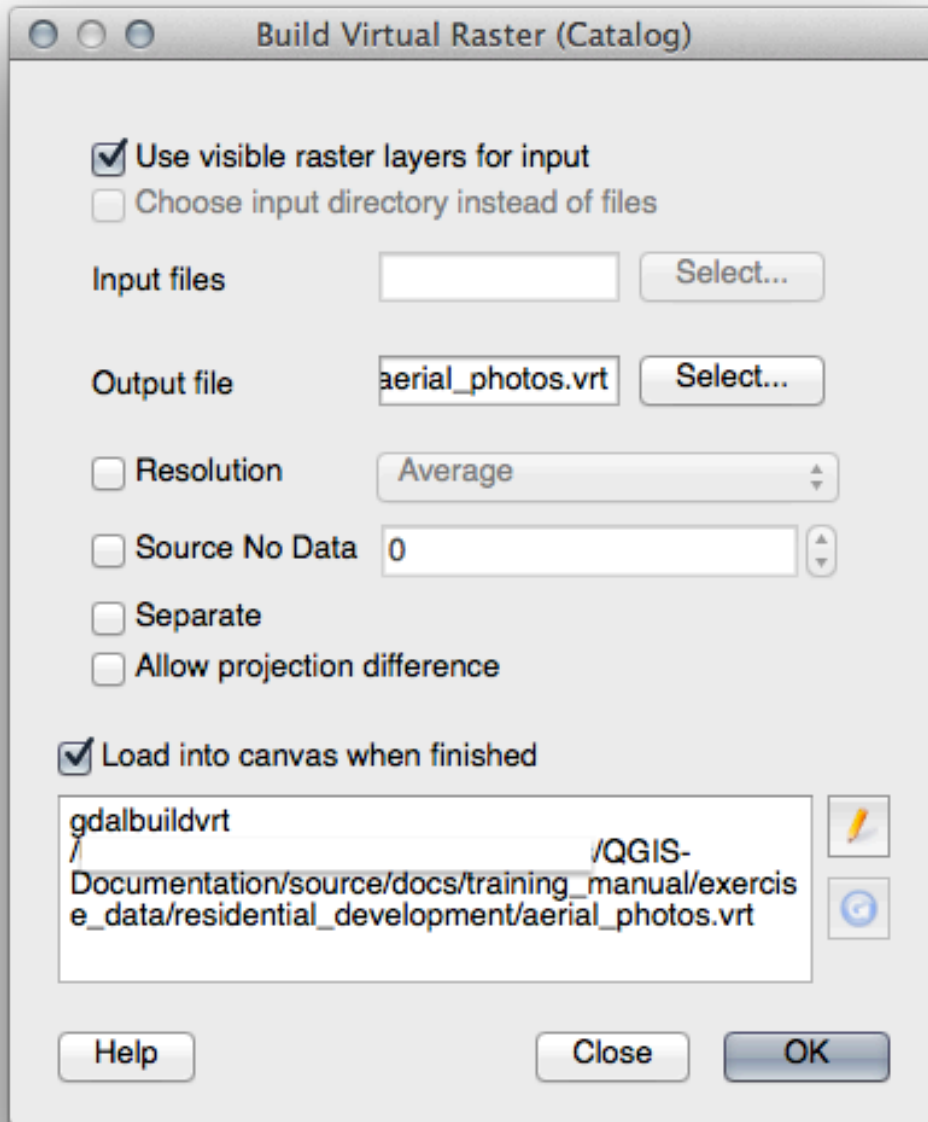 Build Virtual Raster (Catalog)
Use visible raster layers for input
Choose input directory instead of files
Input files
Select...
Output file
aerial_photos.vrt
Select...
Resolution
Average
Source No Data
0
Separate
Allow projection difference
Load into canvas when finished
gdalbuildvrt
/ /QGIS-
Documentation/source/docs/training_manual/exercis
e_data/residential_development/aerial_photos.vrt
Help
Close
OK